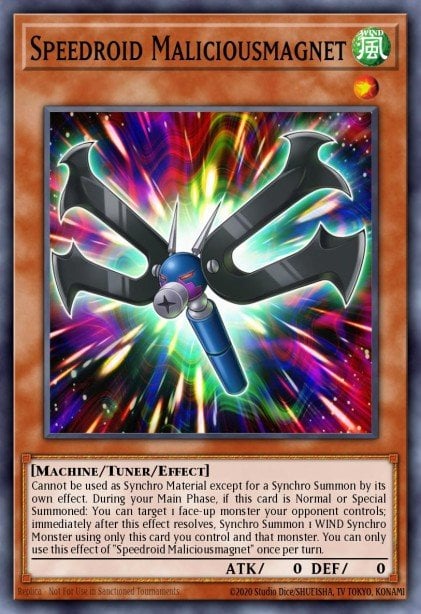 Speedroid Maliciousmagnet
WIND
風
[Machine/Tuner/Effect]
Cannot be used as Synchro Material except for a Synchro Summon by its
own effect. During your Main Phase, if this card is Normal or Special
Summoned: You can target 1 face-up monster your opponent controls;
immediately after this effect resolves, Synchro Summon 1 WIND Synchro
Monster using only this card you control and that monster. You can only
use this effect of "Speedroid Maliciousmagnet" once per turn.
ATK/ 0 DEF/ 0
Replica - Not For Use in Sanctioned Tournaments
©2020 Studio Dice/SHUEISHA, TV TOKYO, KONAMI